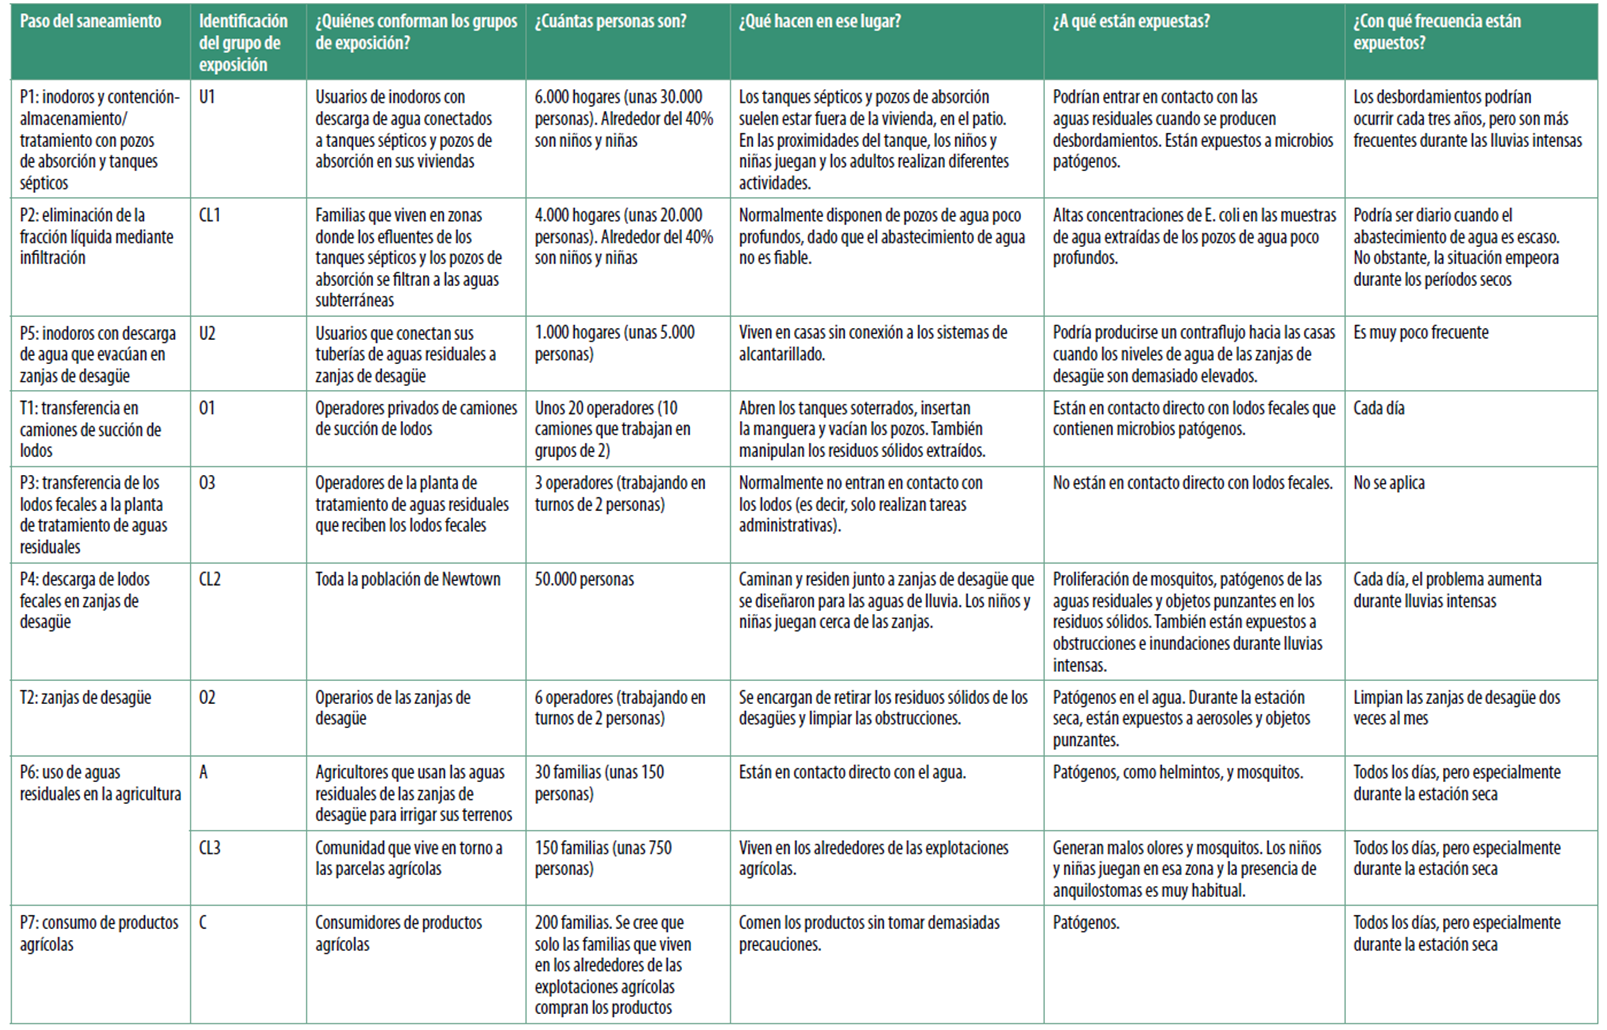 Paso del saneamiento
Identificación
del grupo de
exposición
¿Quiénes conforman los grupos
de exposición?
¿Cuántas personas son?
¿Qué hacen en ese lugar?
¿A qué están expuestas?
¿Con qué frecuencia están
expuestos?
P1: inodoros y contención-
almacenamiento/
tratamiento con pozos
de absorción y tanques
sépticos
U1
Usuarios de inodoros con
descarga de agua conectados
a tanques sépticos y pozos de
absorción en sus viviendas
6.000 hogares (unas 30.000
personas). Alrededor del 40%
son niños y niñas
Los tanques sépticos y pozos de absorción
suelen estar fuera de la vivienda, en el patio.
En las proximidades del tanque, los niños y
niñas juegan y los adultos realizan diferentes
actividades.
Podrían entrar en contacto con las
aguas residuales cuando se producen
desbordamientos. Están expuestos a microbios
patógenos.
Los desbordamientos podrían
ocurrir cada tres años, pero son más
frecuentes durante las lluvias intensas
P2: eliminación de la
fracción líquida mediante
infiltración
CL1
Familias que viven en zonas
donde los efluentes de los
tanques sépticos y los pozos de
absorción se filtran a las aguas
subterráneas
4.000 hogares (unas 20.000
personas). Alrededor del 40%
son niños y niñas
Normalmente disponen de pozos de agua poco
profundos, dado que el abastecimiento de agua
no es fiable.
Altas concentraciones de E. coli en las muestras
de agua extraídas de los pozos de agua poco
profundos.
Podría ser diario cuando el
abastecimiento de agua es escaso.
No obstante, la situación empeora
durante los períodos secos
P5: inodoros con descarga
de agua que evacúan en
zanjas de desagüe
U2
Usuarios que conectan sus
tuberías de aguas residuales a
zanjas de desagüe
1.000 hogares (unas 5.000
personas)
Viven en casas sin conexión a los sistemas de
alcantarillado.
Podría producirse un contraflujo hacia las casas
cuando los niveles de agua de las zanjas de
desagüe son demasiado elevados.
Es muy poco frecuente
T1: transferencia en
camiones de succión de
lodos
O1
Operadores privados de camiones
de succión de lodos
Unos 20 operadores (10
camiones que trabajan en
grupos de 2)
Abren los tanques soterrados, insertan
la manguera y vacían los pozos. También
manipulan los residuos sólidos extraídos.
Están en contacto directo con lodos fecales que
contienen microbios patógenos.
Cada día
P3: transferencia de los
lodos fecales a la planta
de tratamiento de aguas
residuales
O3
Operadores de la planta de
tratamiento de aguas residuales
que reciben los lodos fecales
3 operadores (trabajando en
turnos de 2 personas)
Normalmente no entran en contacto con
los lodos (es decir, solo realizan tareas
administrativas).
No están en contacto directo con lodos fecales.
No se aplica
P4: descarga de lodos
fecales en zanjas de
desagüe
CL2
Toda la población de Newtown
50.000 personas
Caminan y residen junto a zanjas de desagüe que
se diseñaron para las aguas de lluvia. Los niños y
niñas juegan cerca de las zanjas.
Proliferación de mosquitos, patógenos de las
aguas residuales y objetos punzantes en los
residuos sólidos. También están expuestos a
obstrucciones e inundaciones durante lluvias
intensas.
Cada día, el problema aumenta
durante lluvias intensas
T2: zanjas de desagüe
O2
Operarios de las zanjas de
desagüe
6 operadores (trabajando en
turnos de 2 personas)
Se encargan de retirar los residuos sólidos de los
desagües y limpiar las obstrucciones.
Patógenos en el agua. Durante la estación
seca, están expuestos a aerosoles y objetos
punzantes.
Limpian las zanjas de desagüe dos
veces al mes
P6: uso de aguas
residuales en la agricultura
A
Agricultores que usan las aguas
residuales de las zanjas de
desagüe para irrigar sus terrenos
30 familias (unas 150
personas)
Están en contacto directo con el agua.
Patógenos, como helmintos, y mosquitos.
Todos los días, pero especialmente
durante la estación seca
CL3
Comunidad que vive en torno a
las parcelas agrícolas
150 familias (unas 750
personas)
Viven en los alrededores de las explotaciones
agrícolas.
Generan malos olores y mosquitos. Los niños
y niñas juegan en esa zona y la presencia de
anquilostomas es muy habitual.
Todos los días, pero especialmente
durante la estación seca
P7: consumo de productos
agrícolas
C
Consumidores de productos
agrícolas
200 familias. Se cree que
solo las familias que viven
en los alrededores de las
explotaciones agrícolas
compran los productos
Comen los productos sin tomar demasiadas
precauciones.
Patógenos.
Todos los días, pero especialmente
durante la estación seca